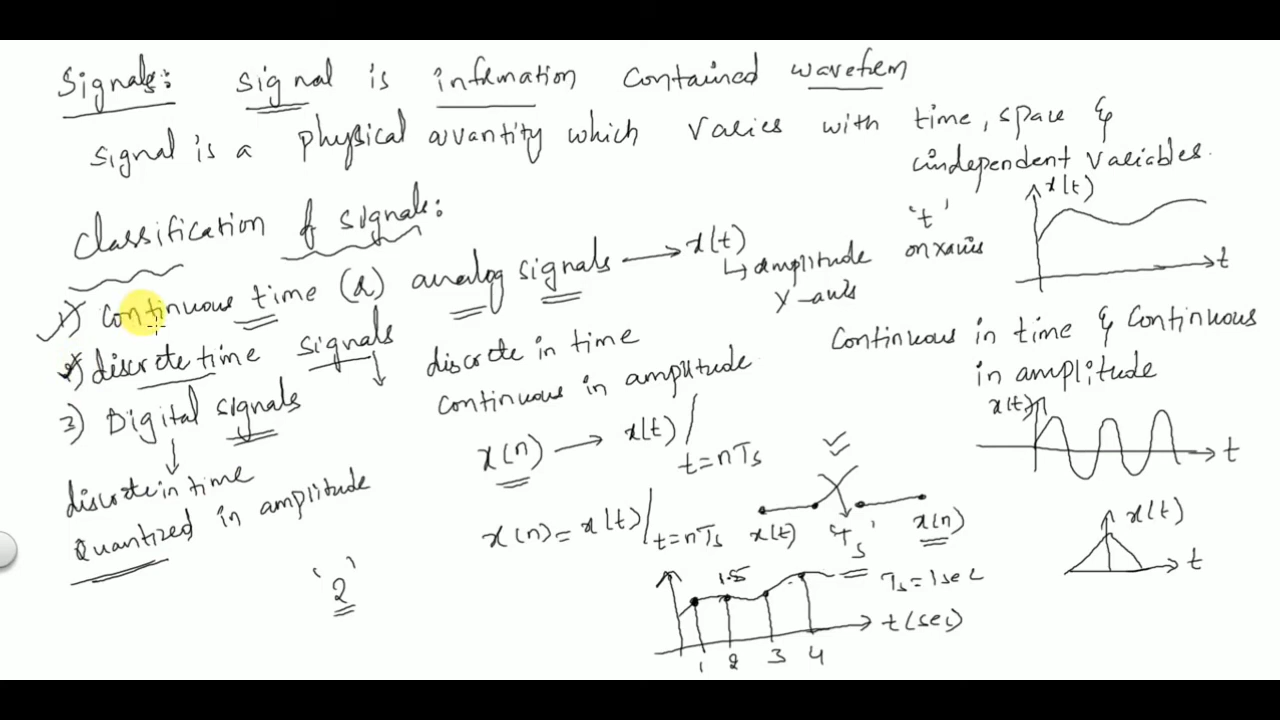 Signals: signal is infrmation contained waveferm
signal is a physical quantity which varies with time, space &
independent variables.
Classification of signals:
1) continuous time (or) analog signals → x(t)
↳ amplitude
Y-axis
't'
on x axis
x(t)
t
2) discrete time signals
discrete in time
continuous in amplitude
continuous in time & continuous
in amplitude
3) Digital signals
discrete in time
Quantized in amplitude
'2'
x(n) → x(t)/t=nTs
x(n) = x(t)/t=nTs
x(t) 'Ts' x(n)
Ts=1sec
1.5
t(sec)
1 2 3 4
x(t)
t
x(t)
t